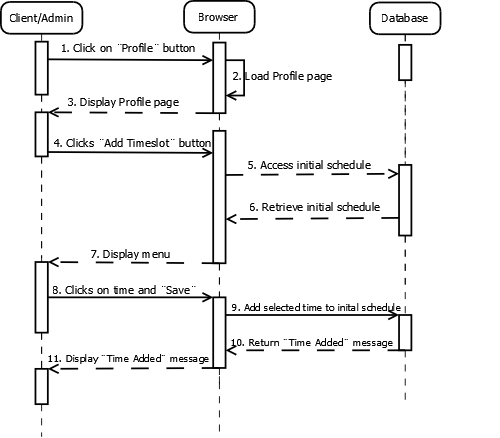 Client/Admin
Browser
Database
1. Click on ¨Profile¨ button
2. Load Profile page
3. Display Profile page
4. Clicks ¨Add Timeslot¨ button
5. Access initial schedule
6. Retrieve initial schedule
7. Display menu
8. Clicks on time and ¨Save¨
9. Add selected time to inital schedule
10. Return ¨Time Added¨ message
11. Display ¨Time Added¨ message